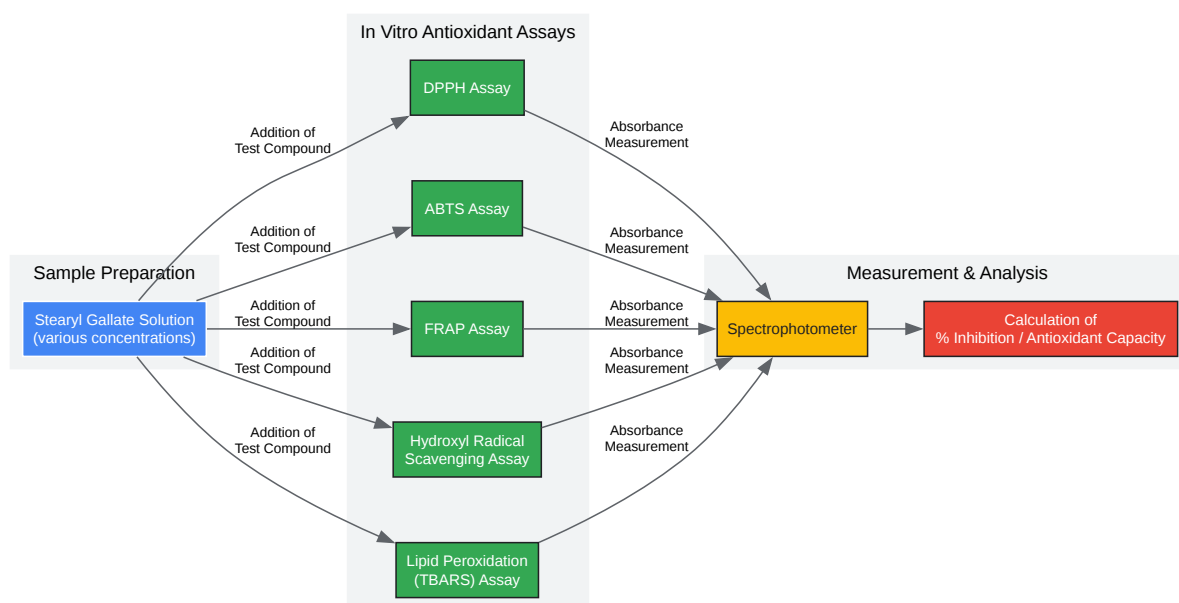 In Vitro Antioxidant Assays
DPPH Assay
Addition of
Test Compound
Absorbance
Measurement
ABTS Assay
Addition of
Test Compound
Absorbance
Measurement
Sample Preparation
Measurement & Analysis
Stearyl Gallate Solution
(various concentrations)
Addition of
Test Compound
FRAP Assay
Absorbance
Measurement
Spectrophotometer
Calculation of
% Inhibition / Antioxidant Capacity
Addition of
Test Compound
Absorbance
Measurement
Hydroxyl Radical
Scavenging Assay
Addition of
Test Compound
Absorbance
Measurement
Lipid Peroxidation
(TBARS) Assay